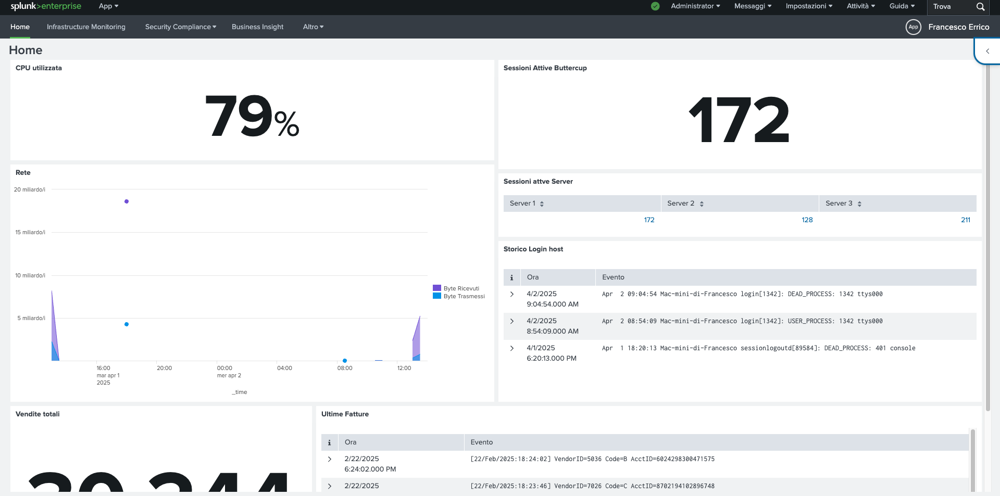 splunk>enterprise App
Administrator Messaggi Impostazioni Attività Guida Trova
Home Infrastructure Monitoring Security Compliance Business Insight Altro
App Francesco Errico
Home
CPU utilizzata
79%
Sessioni Attive Buttercup
172
Rete
20 miliardo/i
15 miliardo/i
10 miliardo/i
5 miliardo/i
16:00 20:00 00:00 04:00 08:00 12:00
mar apr 1 mer apr 2
2025
_time
Byte Ricevuti
Byte Trasmessi
Sessioni attve Server
Server 1 Server 2 Server 3
172 128 211
Storico Login host
i Ora Evento
4/2/2025 Apr 2 09:04:54 Mac-mini-di-Francesco login[1342]: DEAD_PROCESS: 1342 ttys000
9:04:54.000 AM
4/2/2025 Apr 2 08:54:09 Mac-mini-di-Francesco login[1342]: USER_PROCESS: 1342 ttys000
8:54:09.000 AM
4/1/2025 Apr 1 18:20:13 Mac-mini-di-Francesco sessionlogoutd[89584]: DEAD_PROCESS: 401 console
6:20:13.000 PM
Vendite totali
Ultime Fatture
i Ora Evento
2/22/2025 [22/Feb/2025:18:24:02] VendorID=5036 Code=B AcctID=6024298300471575
6:24:02.000 PM
2/22/2025 [22/Feb/2025:18:23:46] VendorID=7026 Code=C AcctID=8702194102896748